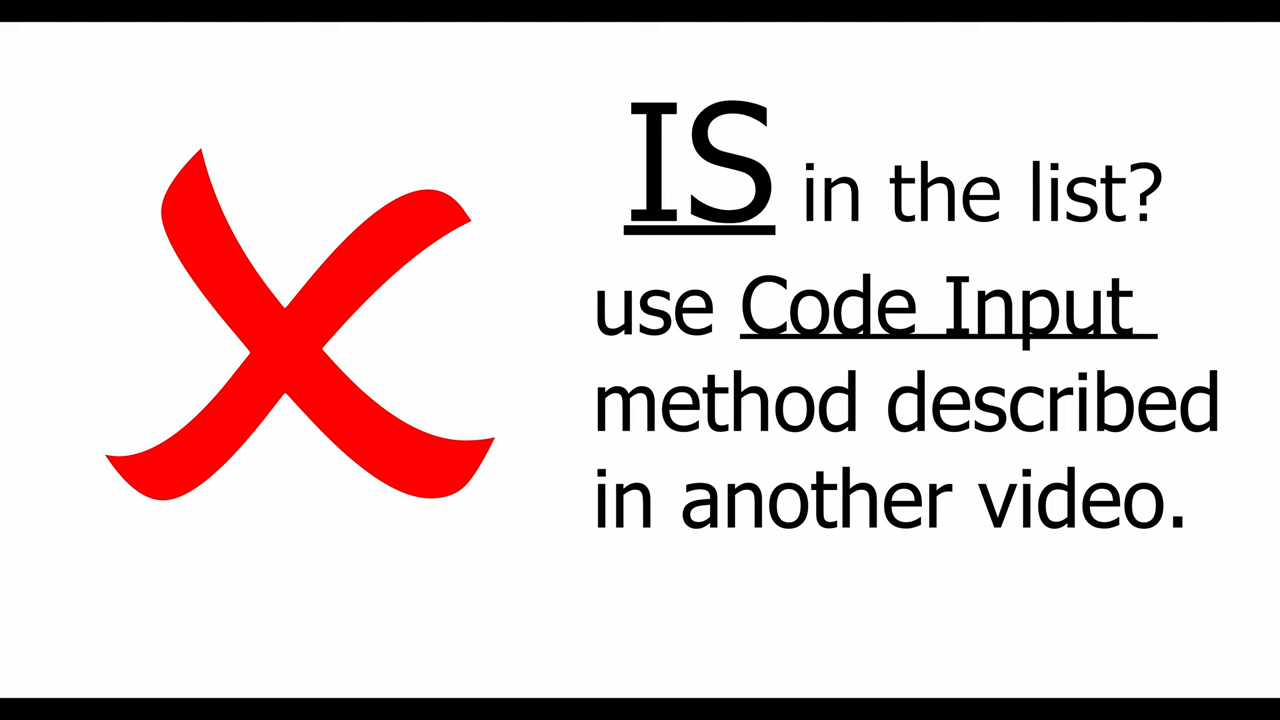 IS in the list?
use Code Input
method described
in another video.